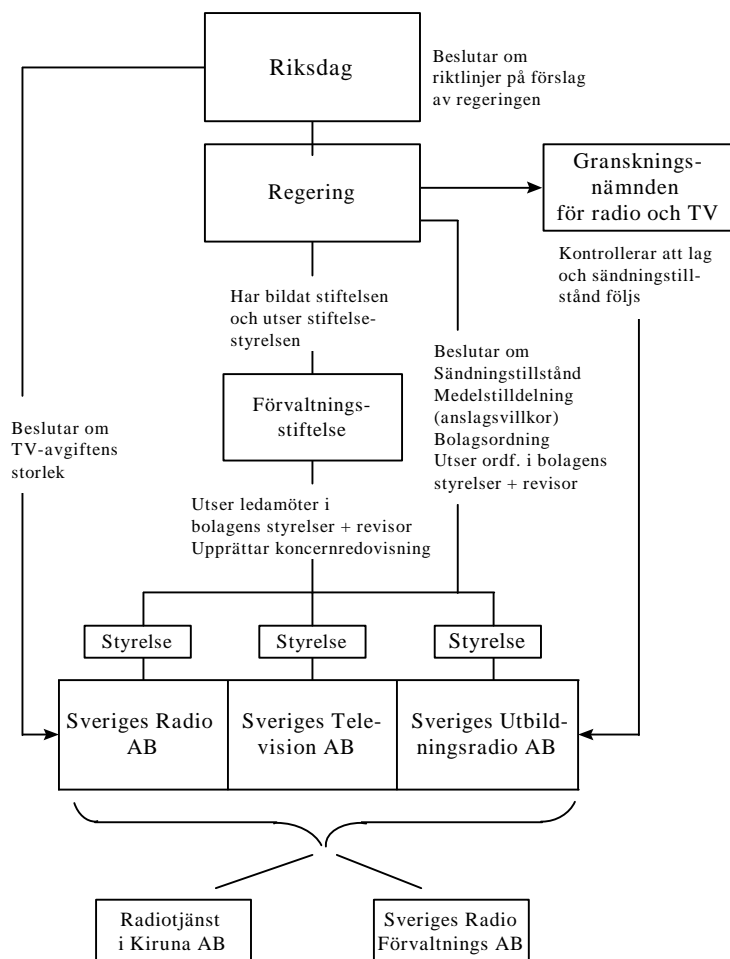 Riksdag
Beslutar om
riktlinjer på förslag
av regeringen
Regering
Gransknings-
nämnden
för radio och TV
Kontrollerar att lag
och sändningstill-
stånd följs
Har bildat stiftelsen
och utser stiftelse-
styrelsen
Beslutar om
Sändningstillstånd
Medelstilldelning
(anslagsvillkor)
Bolagsordning
Utser ordf. i bolagens
styrelser + revisor
Förvaltnings-
stiftelse
Beslutar om
TV-avgiftens
storlek
Utser ledamöter i
bolagens styrelser + revisor
Upprättar koncernredovisning
Styrelse
Styrelse
Styrelse
Sveriges Radio
AB
Sveriges Tele-
vision AB
Sveriges Utbild-
ningsradio AB
Radiotjänst
i Kiruna AB
Sveriges Radio
Förvaltnings AB